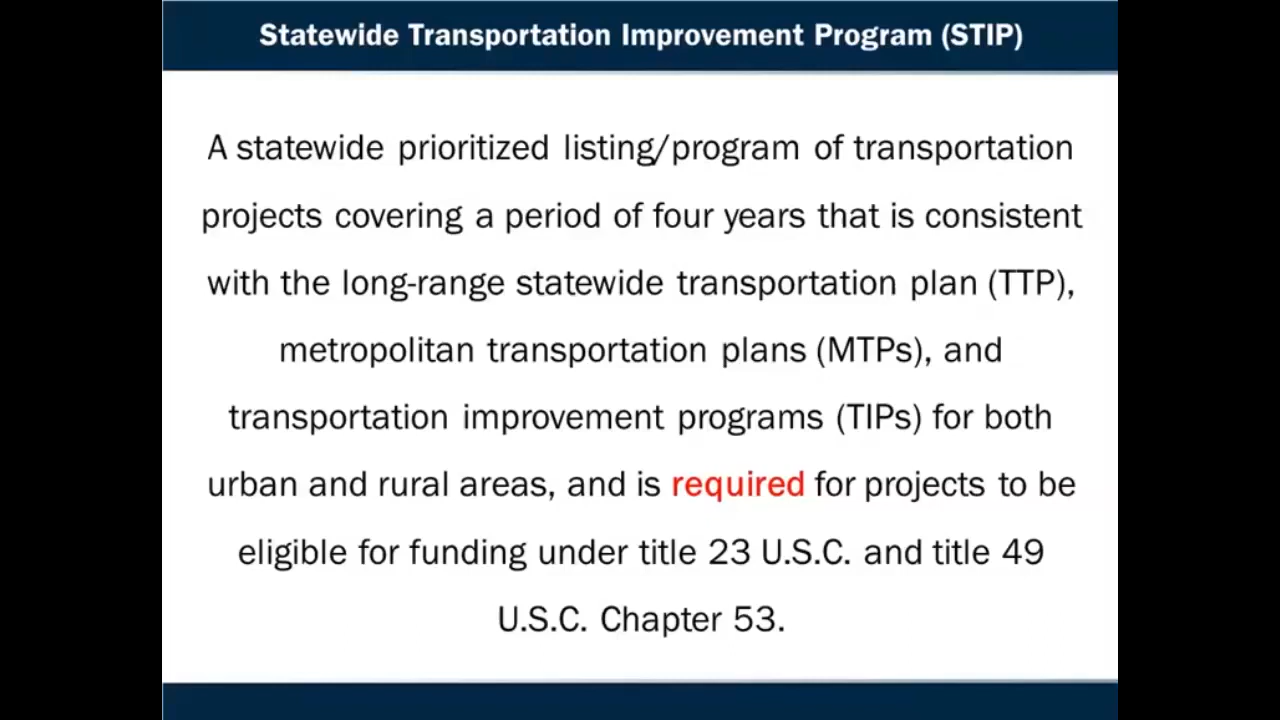 Statewide Transportation Improvement Program (STIP)
A statewide prioritized listing/program of transportation
projects covering a period of four years that is consistent
with the long-range statewide transportation plan (TTP),
metropolitan transportation plans (MTPs), and
transportation improvement programs (TIPs) for both
urban and rural areas, and is required for projects to be
eligible for funding under title 23 U.S.C. and title 49
U.S.C. Chapter 53.